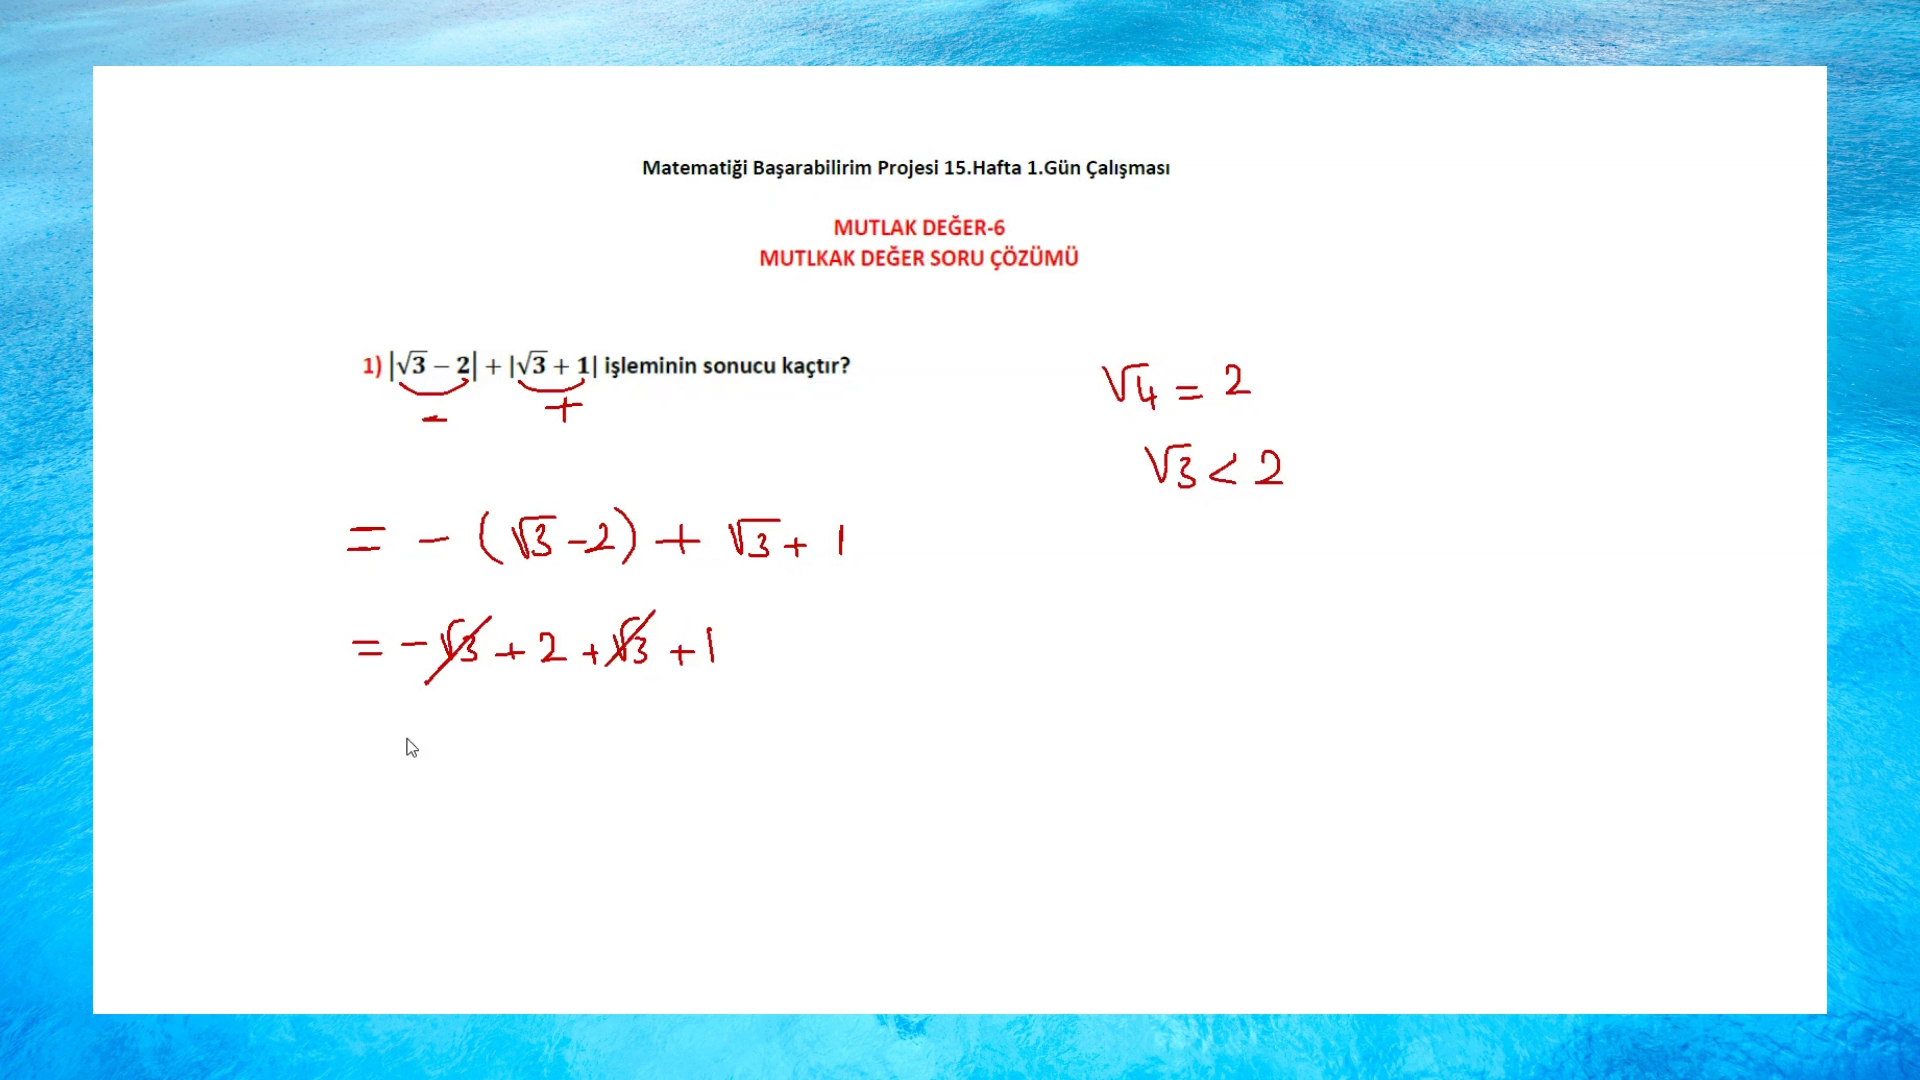 Matematiği Başarabilirim Projesi 15.Hafta 1.Gün Çalışması
MUTLAK DEĞER-6
MUTLKAK DEĞER SORU ÇÖZÜMÜ
1) |√3 − 2| + |√3 + 1| işleminin sonucu kaçtır?
− +
√4 = 2
√3 < 2
= − (√3 − 2) + √3 + 1
= − √3 + 2 + √3 + 1